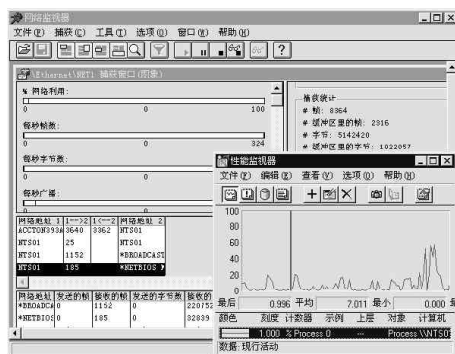 网络监视器
文件(F) 捕获(C) 工具(T) 选项(O) 窗口(W) 帮助(H)
\Ethernet\NET1 捕获窗口(图象)
% 网络利用:
0 0 100
每秒帧数:
0 0 324
每秒字节数:
0 0
每秒广播:
捕获统计
# 帧: 8364
# 缓冲区里的帧: 2316
# 字节: 5142420
# 缓冲区里的字节: 1022057
网络地址 1 1-->2 1<--2 网络地址 2
ACCTON393A 3640 3362 NTS01
NTS01 25 NTS01
NTS01 1152 *BROADCAST
NTS01 185 *NETBIOS
网络地址 发送的帧 接收的帧 发送的字节数 接收的
*BROADCA 0 1152 0 220752
*NETBIOS 0 185 0 32839
性能监视器
文件(F) 编辑(E) 查看(V) 选项(O) 帮助(H)
100
80
60
40
20
0
最后 0.996 平均 7.011 最小 0.000
颜色 刻度 计数器 示例 上层 对象 计算机
1.000 % Process 0 --- Process \\NTS0
数据: 现行活动